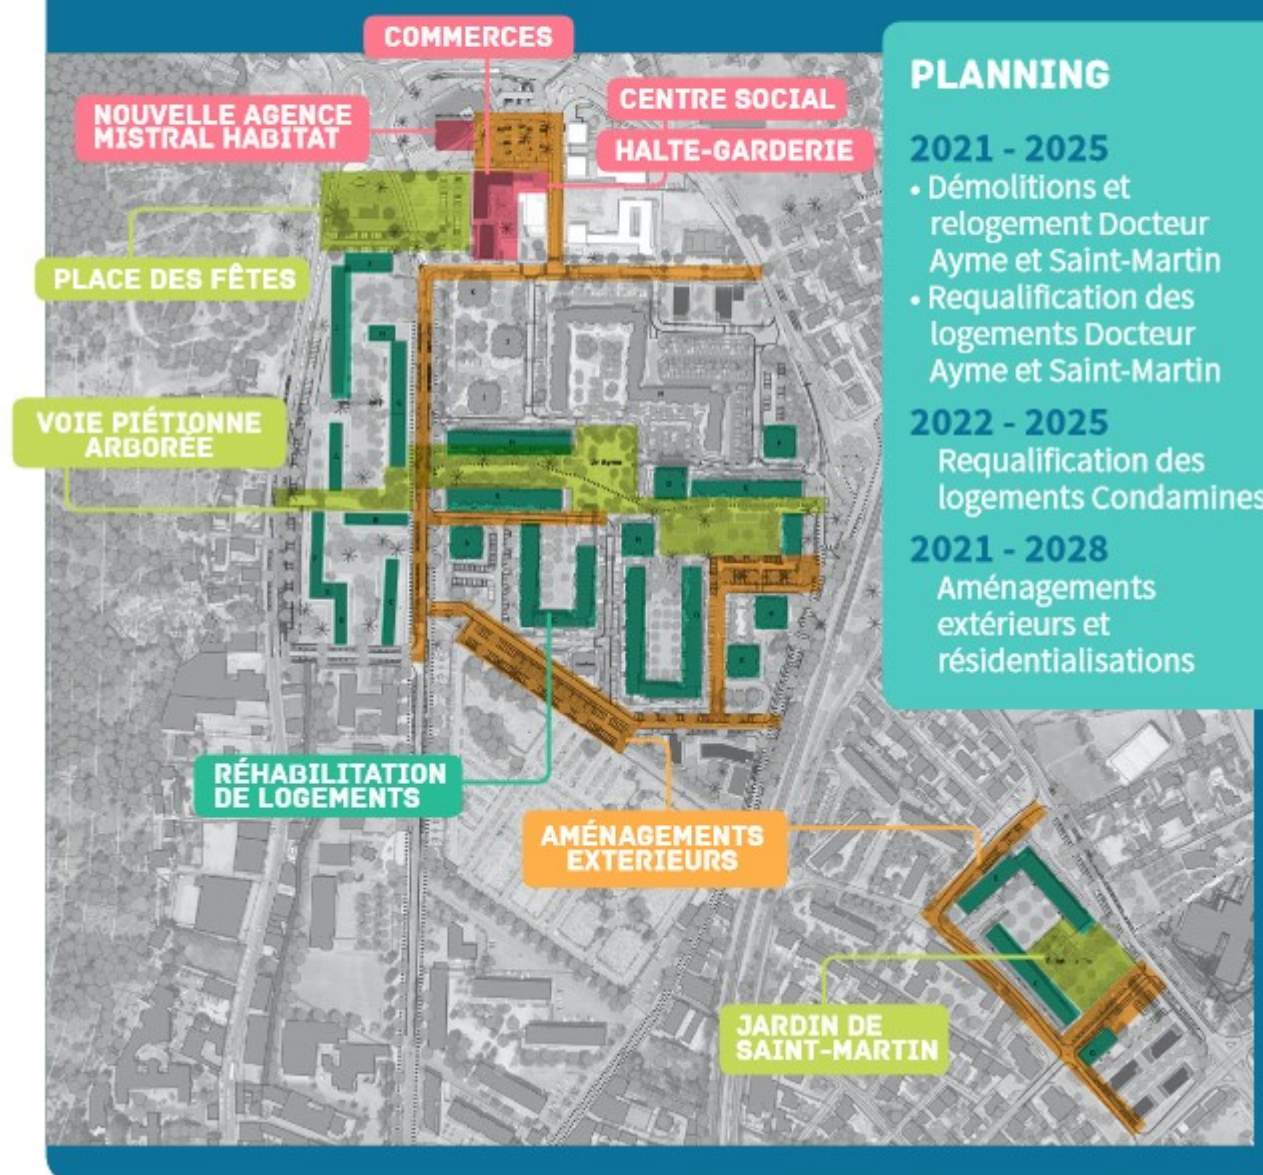 COMMERCES
NOUVELLE AGENCE
MISTRAL HABITAT
CENTRE SOCIAL
HALTE-GARDERIE
PLACE DES FÊTES
VOIE PIÉTIONNE
ARBORÉE
Dr Ayme
RÉHABILITATION
DE LOGEMENTS
AMÉNAGEMENTS
EXTERIEURS
JARDIN DE
SAINT-MARTIN
PLANNING
2021 - 2025
• Démolitions et
relogement Docteur
Ayme et Saint-Martin
• Requalification des
logements Docteur
Ayme et Saint-Martin
2022 - 2025
Requalification des
logements Condamines
2021 - 2028
Aménagements
extérieurs et
résidentialisations